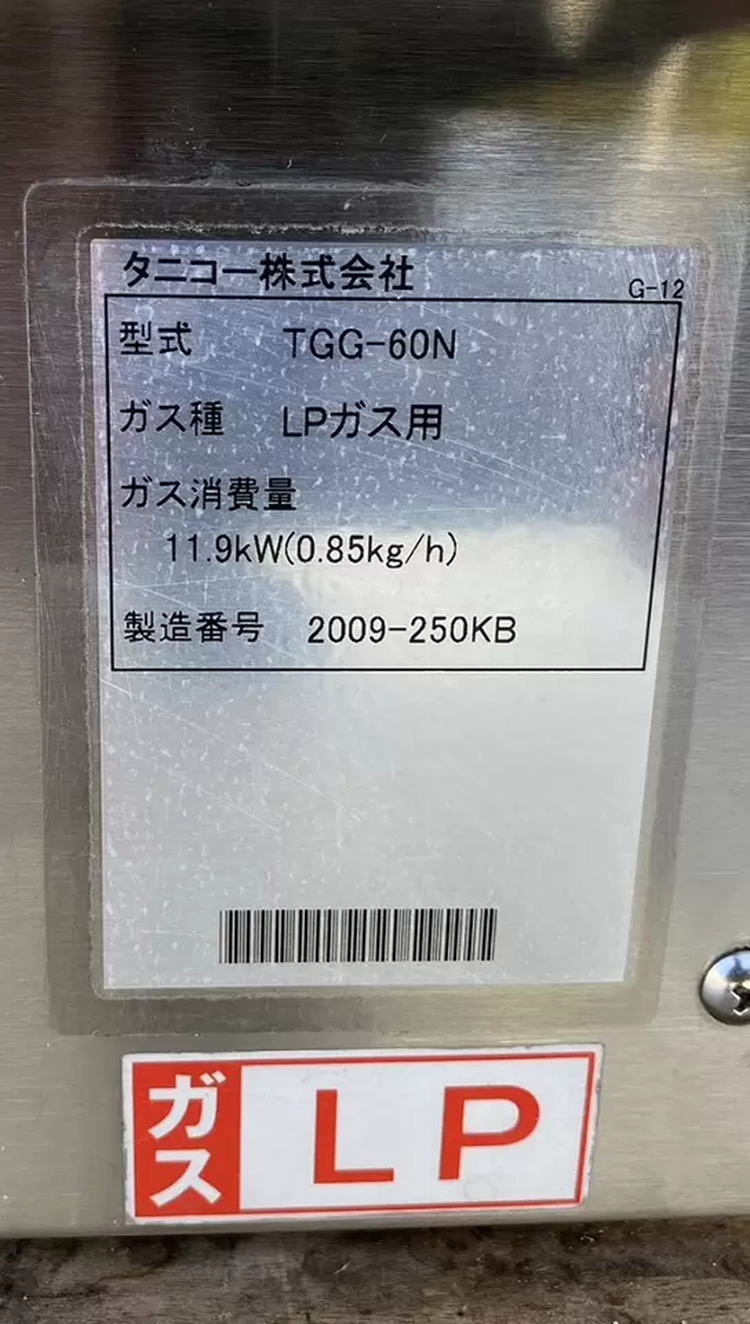 タニコー株式会社
G-12
型式 TGG-60N
ガス種 LPガス用
ガス消費量
11.9kW(0.85kg/h)
製造番号 2009-250KB
ガス LP